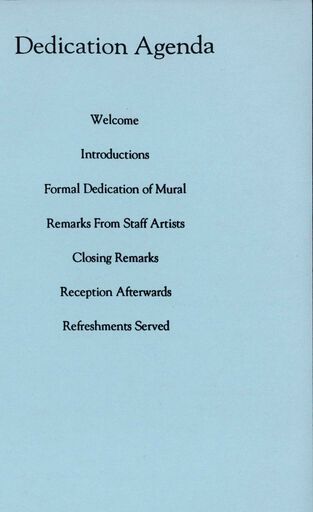 Dedication Agenda
Welcome
Introductions
Formal Dedication of Mural
Remarks From Staff Artists
Closing Remarks
Reception Afterwards
Refreshments Served